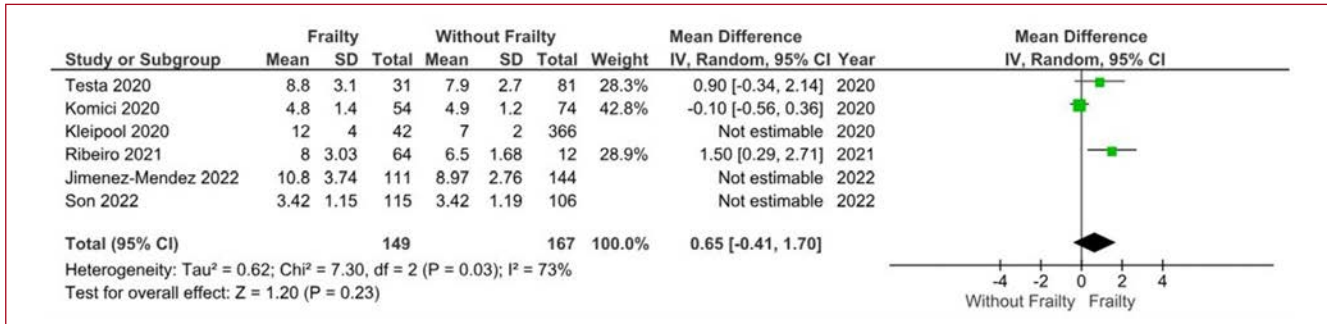 Frailty Without Frailty Mean Difference Mean Difference
Study or Subgroup Mean SD Total Mean SD Total Weight IV, Random, 95% CI Year IV, Random, 95% CI
Testa 2020 8.8 3.1 31 7.9 2.7 81 28.3% 0.90 [-0.34, 2.14] 2020
Komici 2020 4.8 1.4 54 4.9 1.2 74 42.8% -0.10 [-0.56, 0.36] 2020
Kleipool 2020 12 4 42 7 2 366 Not estimable 2020
Ribeiro 2021 8 3.03 64 6.5 1.68 12 28.9% 1.50 [0.29, 2.71] 2021
Jimenez-Mendez 2022 10.8 3.74 111 8.97 2.76 144 Not estimable 2022
Son 2022 3.42 1.15 115 3.42 1.19 106 Not estimable 2022
Total (95% CI) 149 167 100.0% 0.65 [-0.41, 1.70]
Heterogeneity: Tau² = 0.62; Chi² = 7.30, df = 2 (P = 0.03); I² = 73%
Test for overall effect: Z = 1.20 (P = 0.23)
-4 -2 0 2 4
Without Frailty Frailty